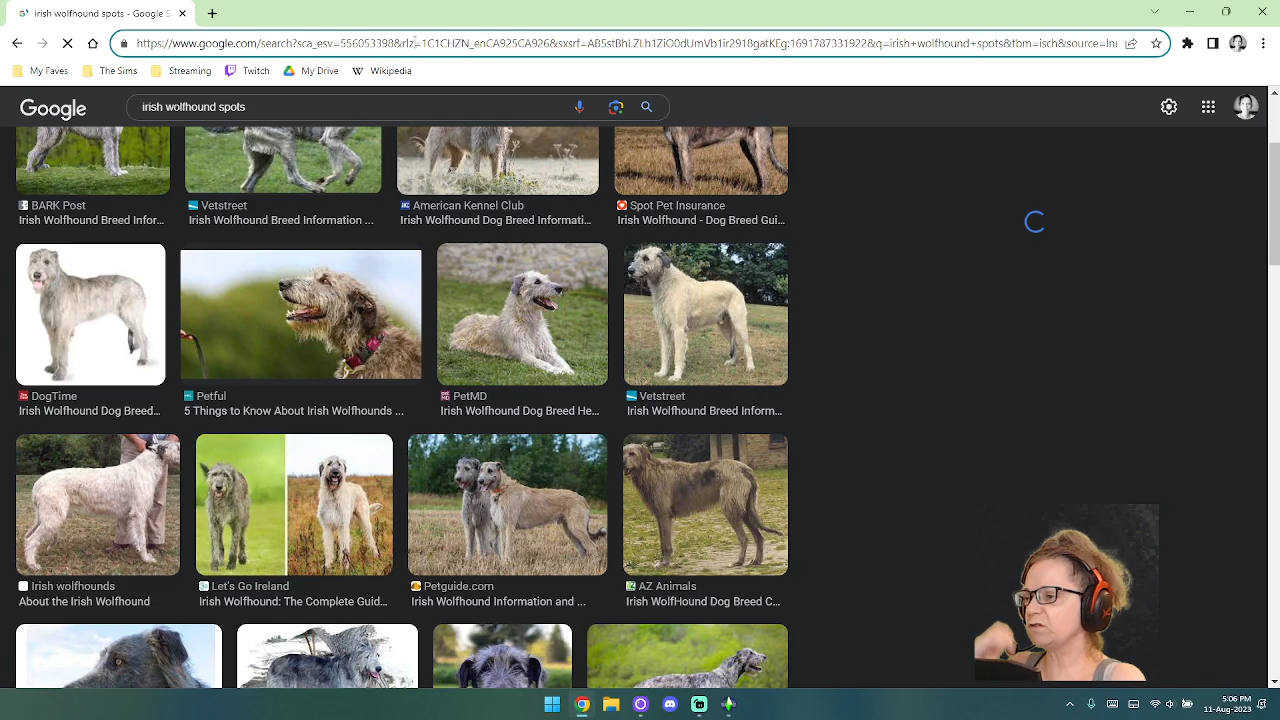 irish wolfhound spots - Google S
https://www.google.com/search?sca_esv=556053398&rlz=1C1CHZN_enCA925CA926&sxsrf=AB5stBhLZLh1ZiO0dUmVb1ir2918gatKEg:1691787331922&q=irish+wolfhound+spots&tbm=isch&source=lnr
My Faves The Sims Streaming Twitch My Drive Wikipedia
Google irish wolfhound spots
BARK Post Vetstreet American Kennel Club Spot Pet Insurance
Irish Wolfhound Breed Infor... Irish Wolfhound Breed Information ... Irish Wolfhound Dog Breed Informati... Irish Wolfhound - Dog Breed Gui...
DogTime Petful PetMD Vetstreet
Irish Wolfhound Dog Breed... 5 Things to Know About Irish Wolfhounds ... Irish Wolfhound Dog Breed He... Irish Wolfhound Breed Inform...
Irish wolfhounds Let's Go Ireland Petguide.com AZ Animals
About the Irish Wolfhound Irish Wolfhound: The Complete Guid... Irish Wolfhound Information and ... Irish WolfHound Dog Breed C...
5:06 PM
11-Aug-2023